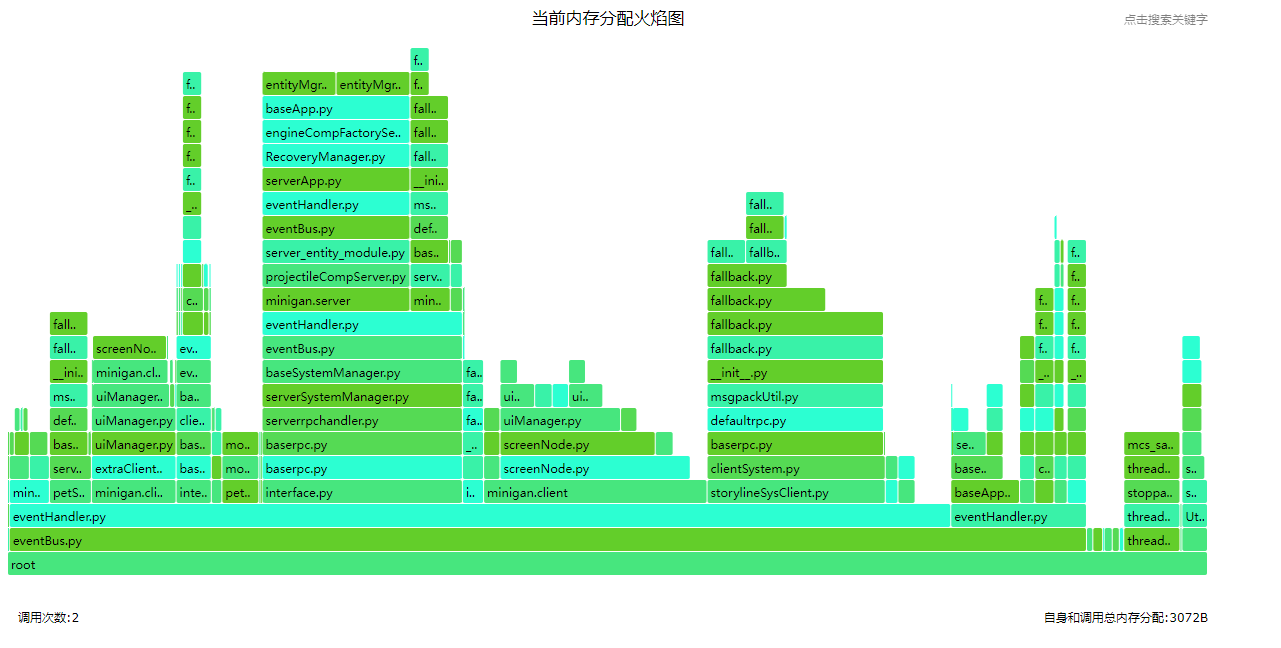 当前内存分配火焰图 点击搜索关键字
f..
f.. entityMgr.. entityMgr.. f..
f.. baseApp.py fall..
f.. engineCompFactorySe.. fall..
f.. RecoveryManager.py fall..
f.. serverApp.py __ini..
_.. eventHandler.py ms.. fall..
eventBus.py def.. fall..
server_entity_module.py bas.. fall.. fallb.. f..
projectileCompServer.py serv.. fallback.py f..
c.. minigan.server min.. fallback.py f.. f..
fall.. eventHandler.py fallback.py f.. f..
fall.. screenNo.. ev.. eventBus.py fallback.py f.. f..
__ini.. minigan.cl.. ev.. baseSystemManager.py fa.. __init__.py _.. _..
ms.. uiManager.. ba.. serverSystemManager.py fa.. ui.. ui.. msgpackUtil.py
def.. uiManager.py clie.. serverrpchandler.py fa.. uiManager.py defaultrpc.py
bas.. uiManager.py bas.. mo.. baserpc.py _.. screenNode.py baserpc.py se.. mcs_sa..
serv.. extraClient.. bas.. mo.. baserpc.py screenNode.py clientSystem.py base.. c.. thread.. s..
min.. petS.. minigan.cli.. inte.. pet.. interface.py i.. minigan.client storylineSysClient.py baseApp.. stoppa.. s..
eventHandler.py eventHandler.py thread.. Ut..
eventBus.py thread..
root
调用次数:2 自身和调用总内存分配:3072B